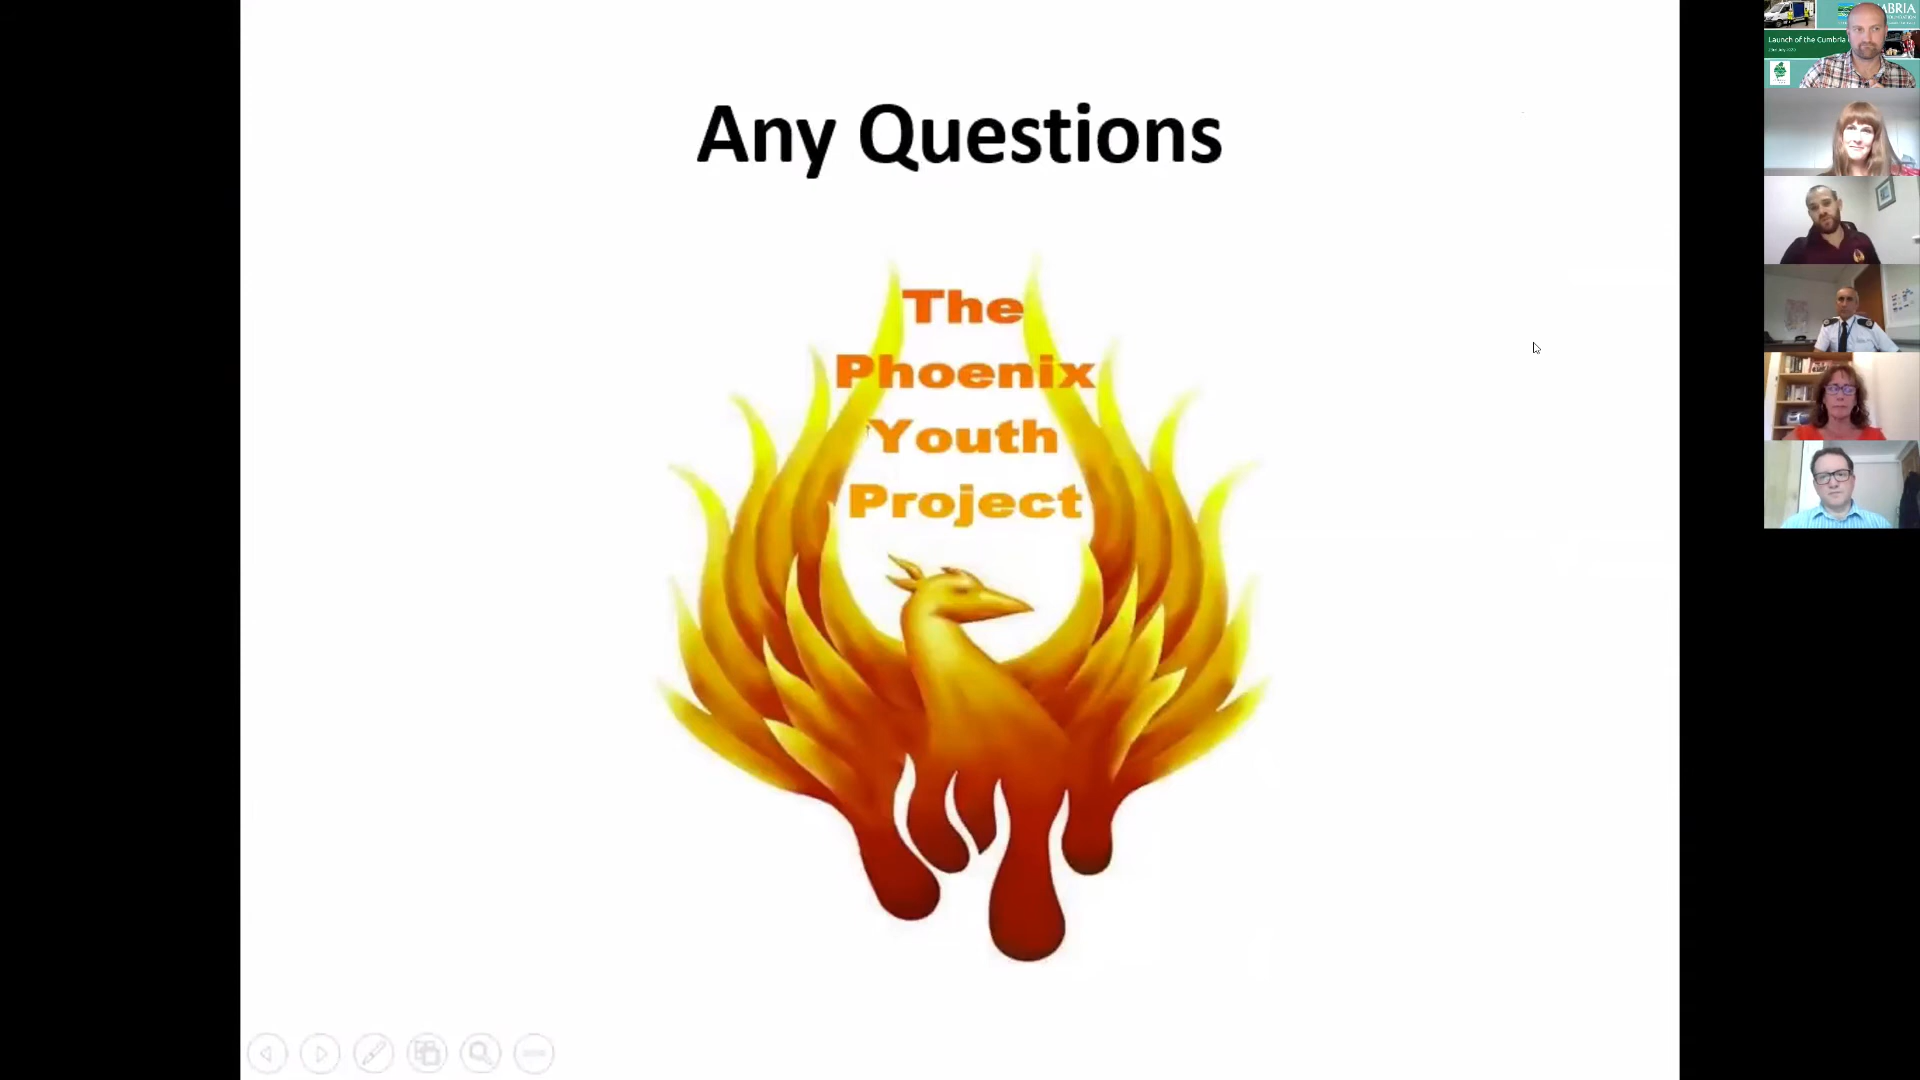 Any Questions
The
Phoenix
Youth
Project
Launch of the Cumbria